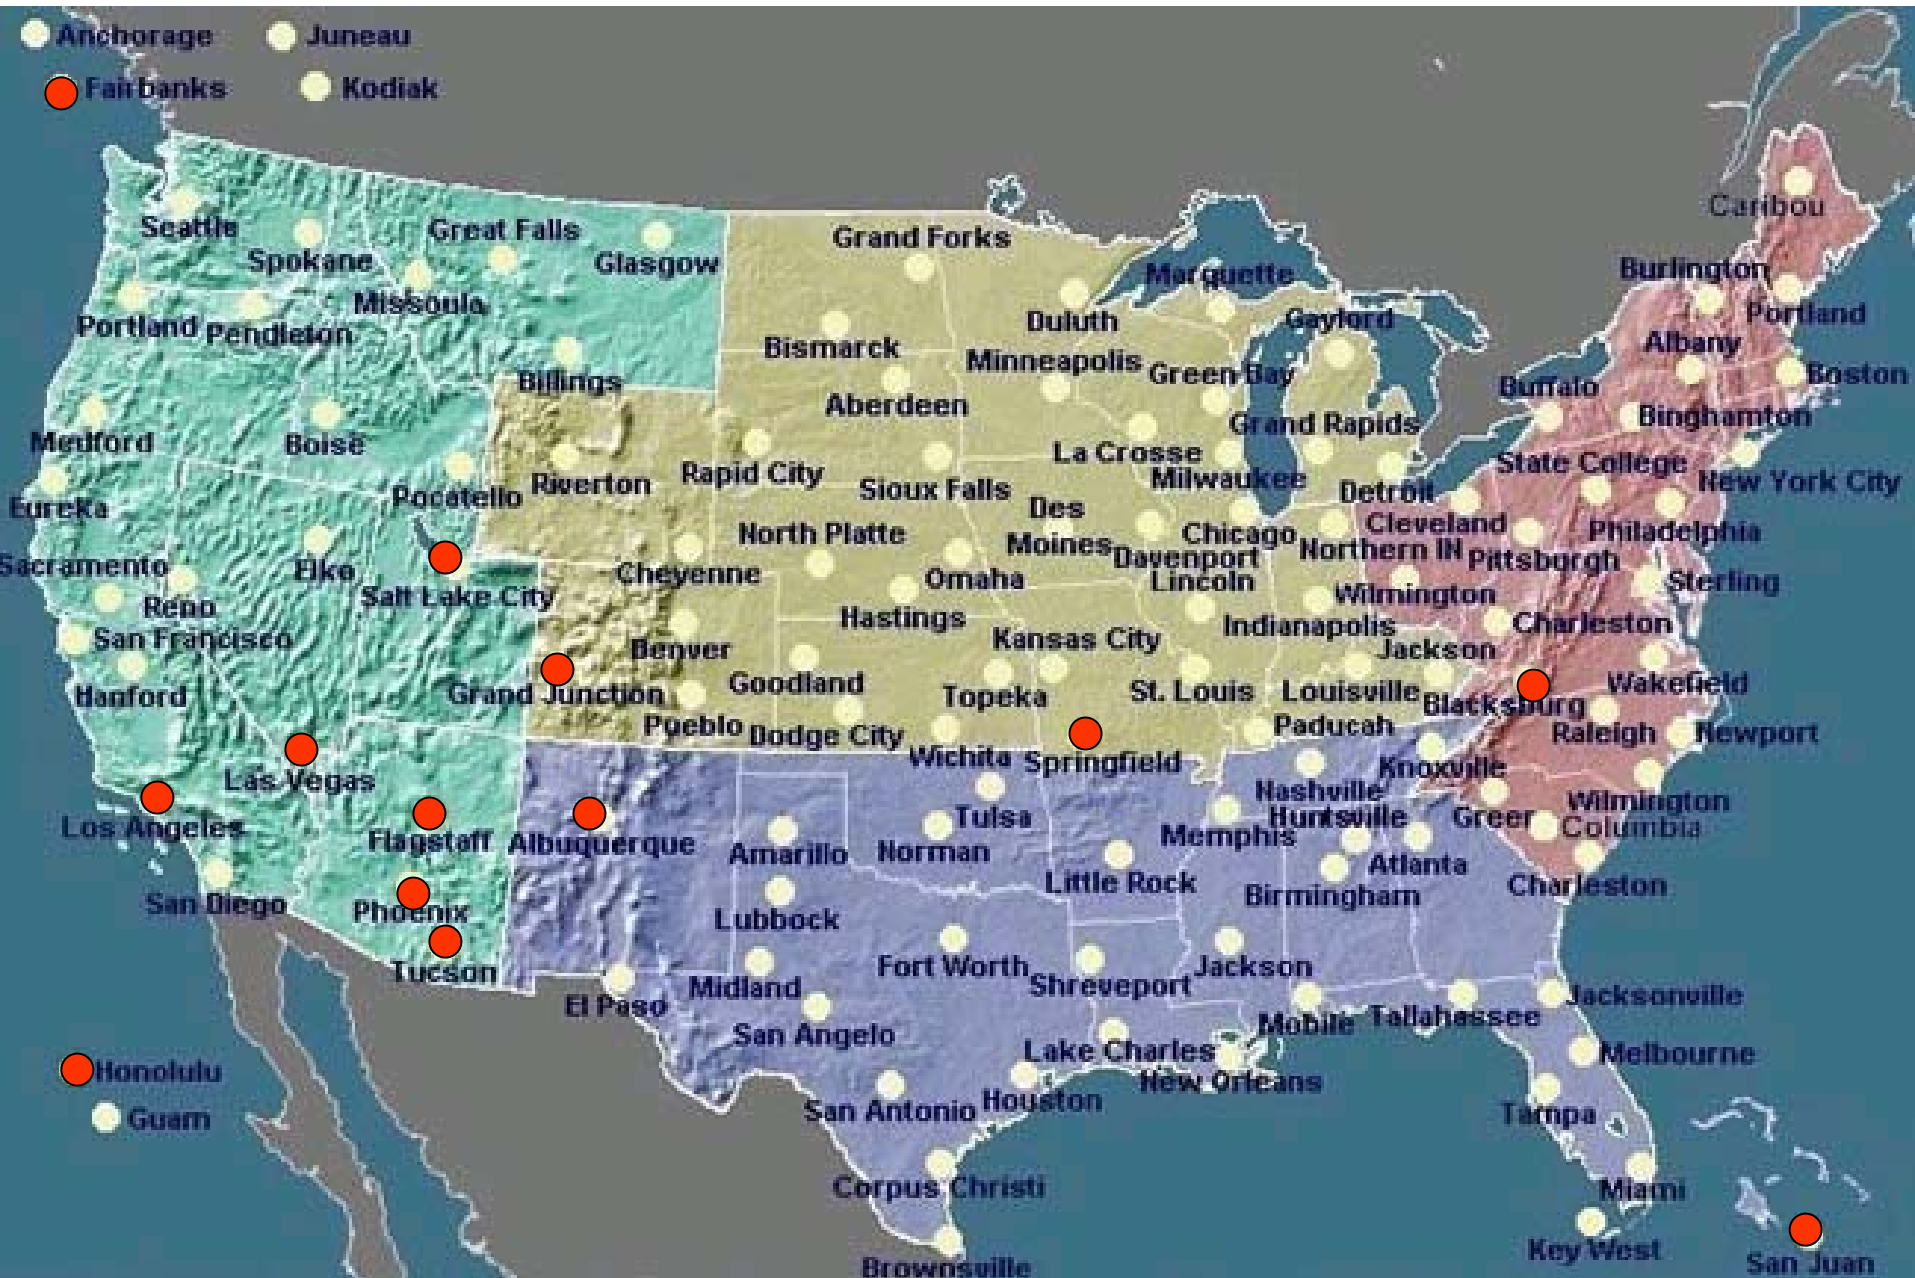 Anchorage
Juneau
Fairbanks
Kodiak
Caribou
Seattle
Great Falls
Grand Forks
Spokane
Glasgow
Burlington
Marquette
Missoula
Portland
Pendleton
Duluth
Gaylord
Portland
Bismarck
Albany
Minneapolis
Green Bay
Boston
Billings
Buffalo
Aberdeen
Binghamton
Grand Rapids
Medford
Boise
La Crosse
State College
Rapid City
Milwaukee
New York City
Riverton
Sioux Falls
Detroit
Pocatello
Eureka
Des
Moines
Cleveland
North Platte
Chicago
Philadelphia
Northern IN
Davenport
Pittsburgh
Sacramento
Elko
Cheyenne
Omaha
Lincoln
Sterling
Salt Lake City
Wilmington
Reno
Hastings
Indianapolis
Charleston
San Francisco
Kansas City
Denver
Jackson
Goodland
Wakefield
Hanford
Grand Junction
Topeka
St. Louis
Louisville
Blacksburg
Pueblo
Dodge City
Paducah
Raleigh
Newport
Wichita
Springfield
Knoxville
Las Vegas
Nashville
Wilmington
Tulsa
Huntsville
Greer
Los Angeles
Columbia
Memphis
Flagstaff
Albuquerque
Amarillo
Norman
Atlanta
Little Rock
Charleston
Birmingham
San Diego
Phoenix
Lubbock
Tucson
Fort Worth
Jackson
Midland
Shreveport
Jacksonville
El Paso
Tallahassee
Mobile
San Angelo
Lake Charles
Melbourne
Honolulu
New Orleans
Houston
San Antonio
Guam
Tampa
Corpus Christi
Miami
Key West
San Juan
Brownsville